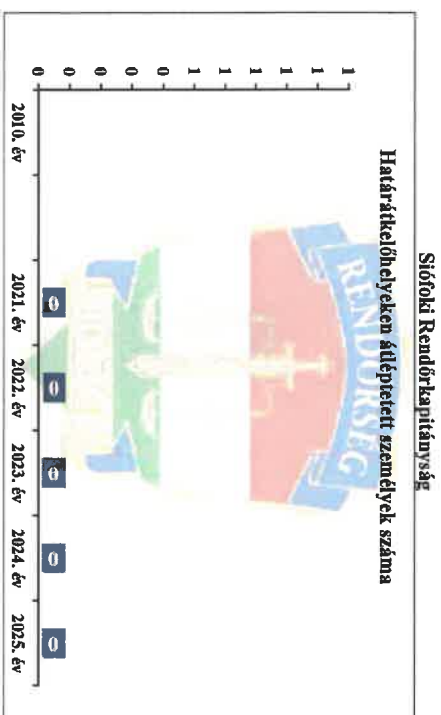 Siófoki Rendőrkapitányság
Határátkelőhelyeken átléptetett személyek száma
RENDŐRSÉG
1
1
1
1
1
0
0
0
0
0
0
0
0
0
0
2010. év
2021. év
2022. év
2023. év
2024. év
2025. év